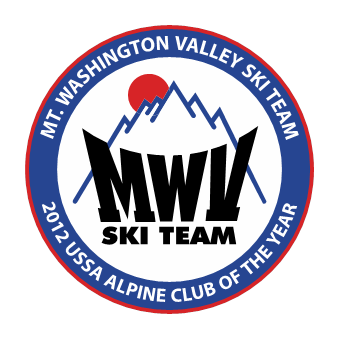 MT. WASHINGTON VALLEY SKI TEAM
MWV
SKI TEAM
2012 USSA ALPINE CLUB OF THE YEAR